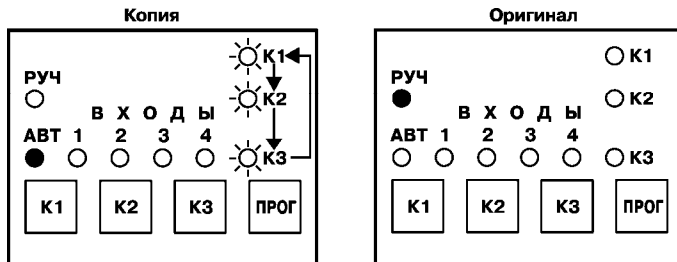 Копия
К1
РУЧ
К2
В Х О Д Ы
АВТ 1 2 3 4
К3
К1 К2 К3 ПРОГ
Оригинал
К1
РУЧ
К2
В Х О Д Ы
АВТ 1 2 3 4
К3
К1 К2 К3 ПРОГ